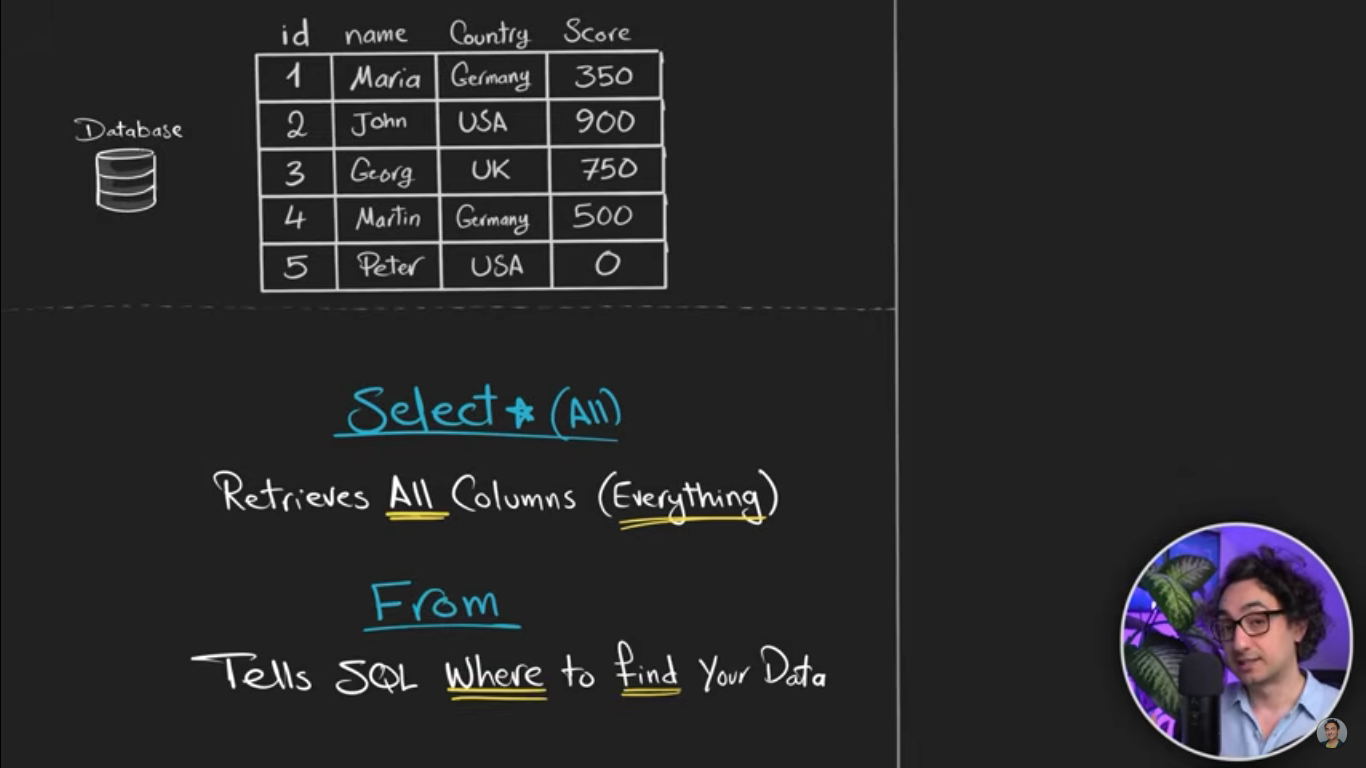 id name Country Score
1 Maria Germany 350
Database
2 John USA 900
3 Georg UK 750
4 Martin Germany 500
5 Peter USA 0
Select * (All)
Retrieves All Columns (Everything)
From
Tells SQL Where to find Your Data